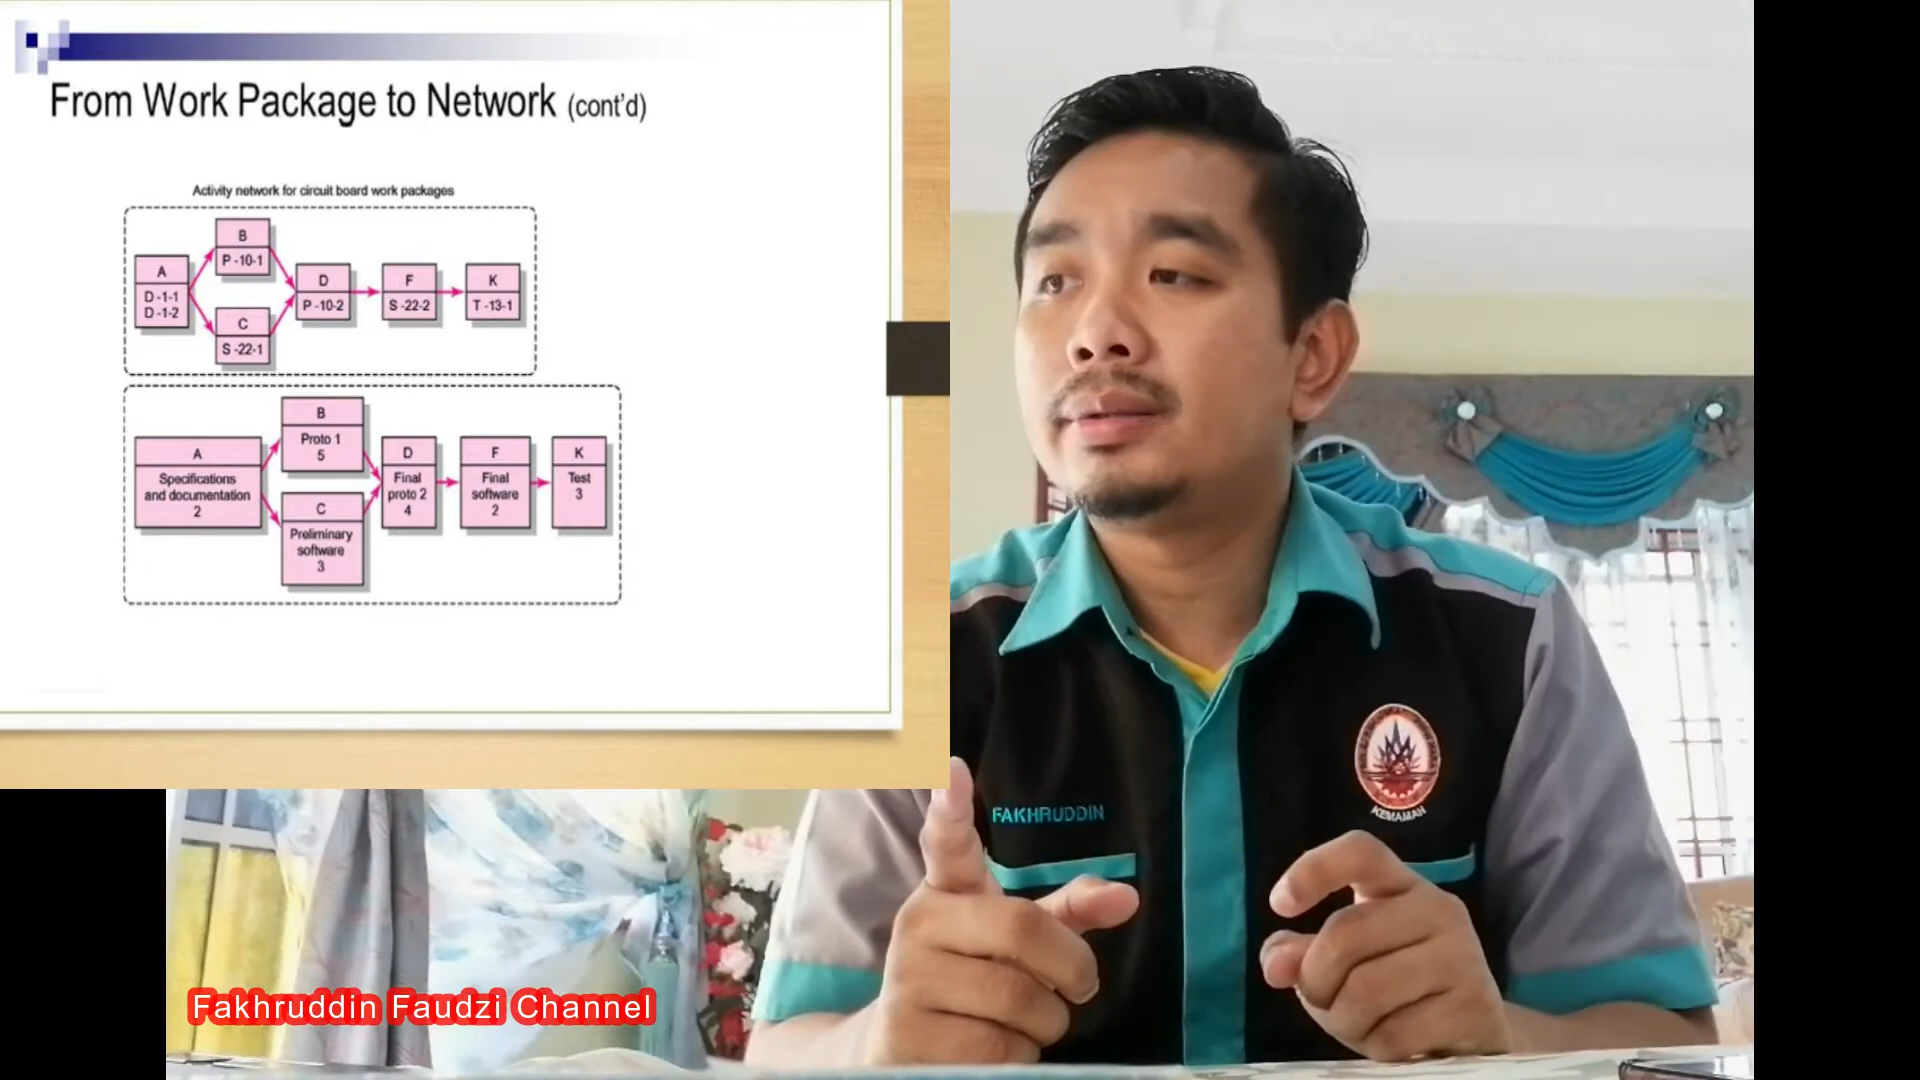 From Work Package to Network (cont'd)
Activity network for circuit board work packages
A
D -1-1
D -1-2
B
P -10-1
C
S -22-1
D
P -10-2
F
S -22-2
K
T -13-1
A
Specifications
and documentation
2
B
Proto 1
5
C
Preliminary
software
3
D
Final
proto 2
4
F
Final
software
2
K
Test
3
FAKHRUDDIN
KEMAMAN
Fakhruddin Faudzi Channel